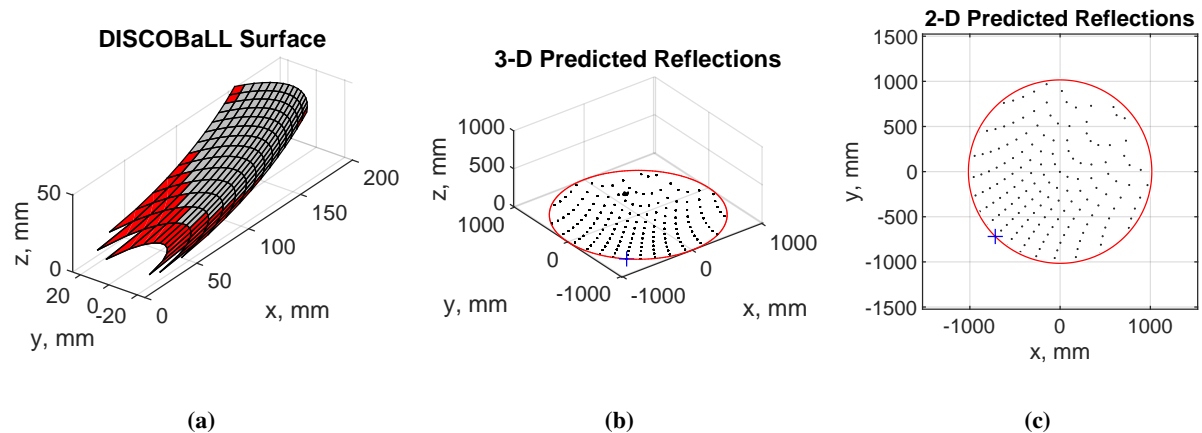 DISCOBaLL Surface
50
0
z, mm
20
0
-20
y, mm
0
50
100
150
200
x, mm
(a)
3-D Predicted Reflections
1000
500
0
z, mm
1000
0
-1000
y, mm
-1000
0
1000
x, mm
(b)
2-D Predicted Reflections
1500
1000
500
0
-500
-1000
-1500
y, mm
-1000 0 1000
x, mm
(c)